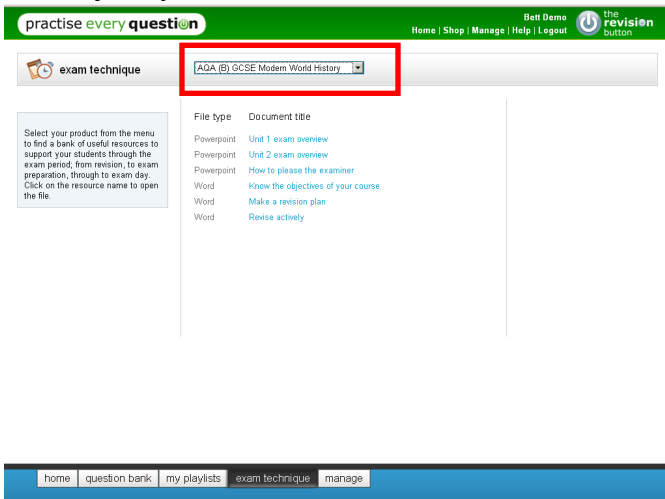 practise every question
Bett Demo
Home | Shop | Manage | Help | Logout
the
revision
button
exam technique
AQA (B) GCSE Modern World History
Select your product from the menu
to find a bank of useful resources to
support your students through the
exam period; from revision, to exam
preparation, through to exam day.
Click on the resource name to open
the file.
File type Document title
Powerpoint Unit 1 exam overview
Powerpoint Unit 2 exam overview
Powerpoint How to please the examiner
Word Know the objectives of your course
Word Make a revision plan
Word Revise actively
home question bank my playlists exam technique manage